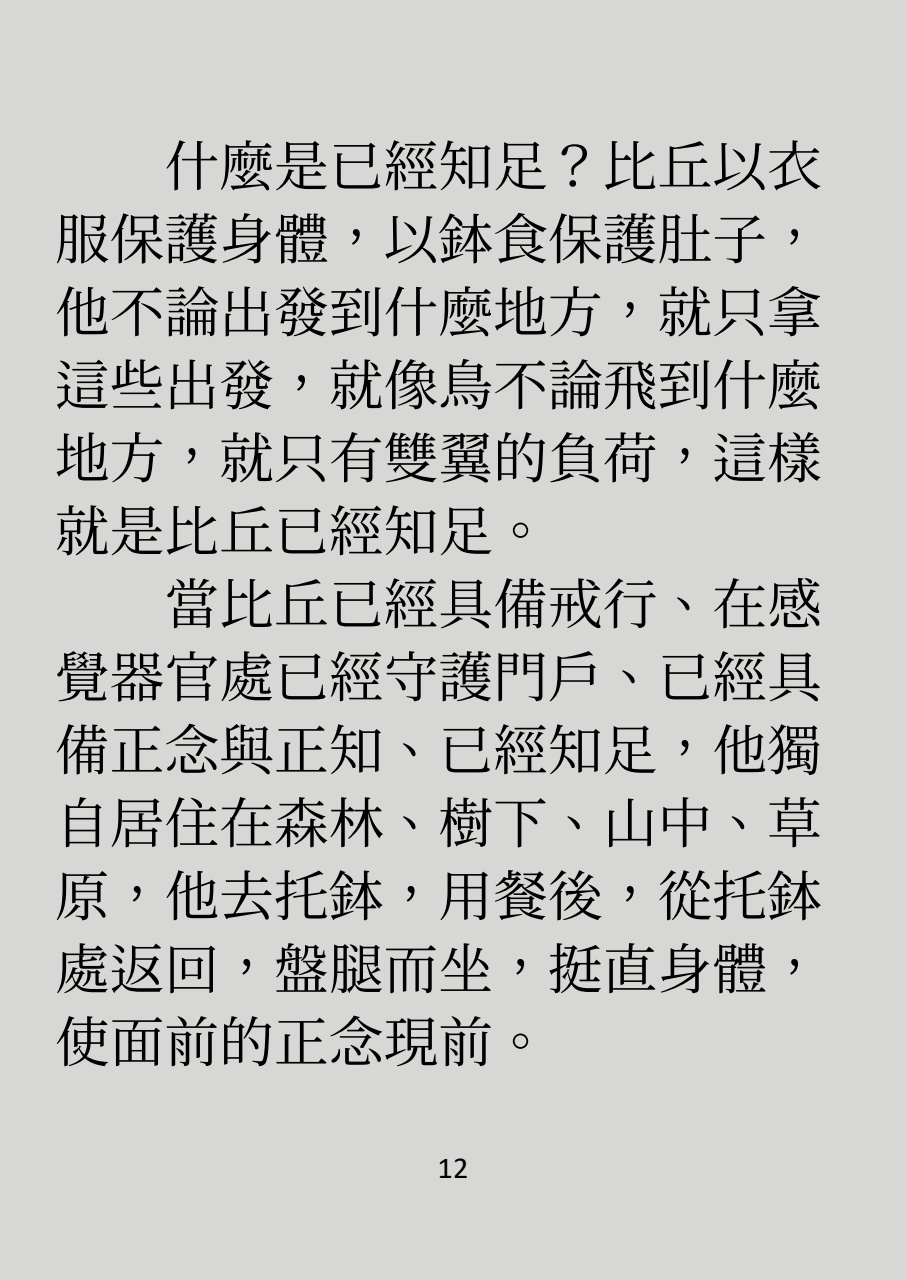 什麼是已經知足？比丘以衣
服保護身體，以鉢食保護肚子，
他不論出發到什麼地方，就只拿
這些出發，就像鳥不論飛到什麼
地方，就只有雙翼的負荷，這樣
就是比丘已經知足。
當比丘已經具備戒行、在感
覺器官處已經守護門戶、已經具
備正念與正知、已經知足，他獨
自居住在森林、樹下、山中、草
原，他去托鉢，用餐後，從托鉢
處返回，盤腿而坐，挺直身體，
使面前的正念現前。
12